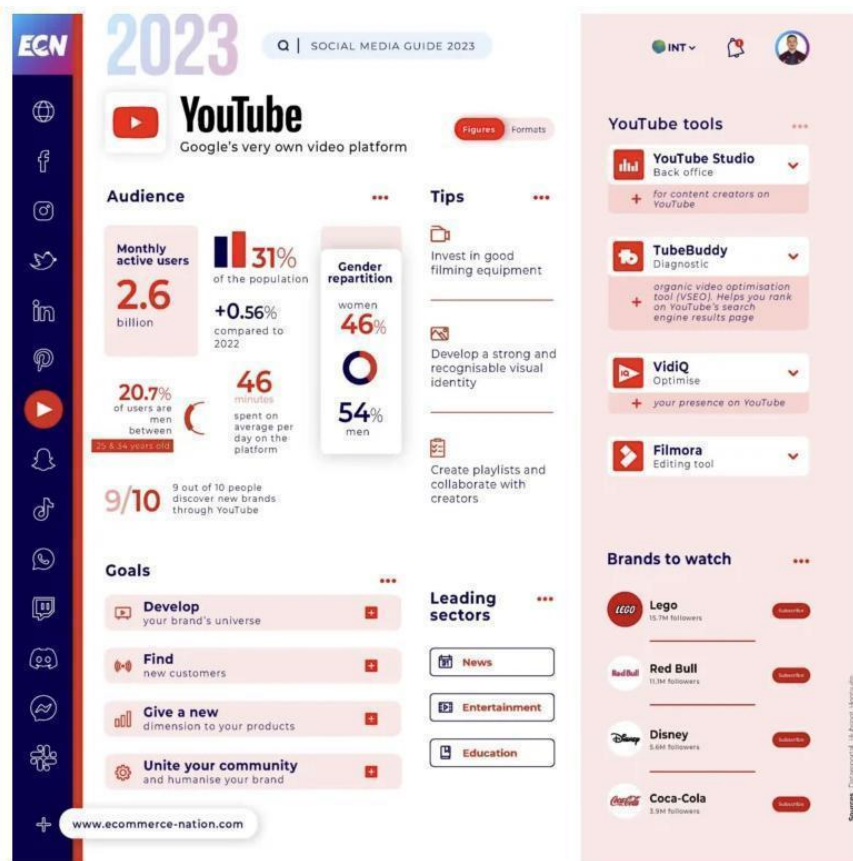 ECN
2023
SOCIAL MEDIA GUIDE 2023
INT
YouTube
Google's very own video platform
Figures
Formats
Audience
Monthly
active users
2.6
billion
31%
of the population
+0.56%
compared to
2022
Gender
repartition
women
46%
54%
men
20.7%
of users are
men
between
25 & 34 years old
46
minutes
spent on
average per
day on the
platform
9/10
9 out of 10 people
discover new brands
through YouTube
Tips
Invest in good
filming equipment
Develop a strong and
recognisable visual
identity
Create playlists and
collaborate with
creators
Goals
Develop
your brand's universe
Find
new customers
Give a new
dimension to your products
Unite your community
and humanise your brand
Leading
sectors
News
Entertainment
Education
YouTube tools
YouTube Studio
Back office
+ for content creators on
YouTube
TubeBuddy
Diagnostic
+ organic video optimisation
tool (VSEO). Helps you rank
on YouTube's search
engine results page
VidiQ
Optimise
+ your presence on YouTube
Filmora
Editing tool
Brands to watch
LEGO
Lego
15.7M followers
Subscribe
Red Bull
Red Bull
11.1M followers
Subscribe
Disney
Disney
5.6M followers
Subscribe
Coca-Cola
Coca-Cola
3.9M followers
Subscribe
www.ecommerce-nation.com
Sources